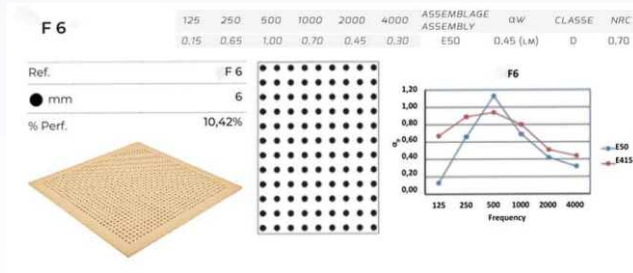 F 6
125 250 500 1000 2000 4000 ASSEMBLAGE ASSEMBLY αW CLASSE NRC
0.15 0.65 1,00 0,70 0,45 0.30 E50 0,45 (LM) D 0,70
Ref. F 6
mm 6
% Perf. 10,42%
F6
1,20
1,00
0,80
0,60
0,40
0,20
0,00
αp
125 250 500 1000 2000 4000
Frequency
E50
E415